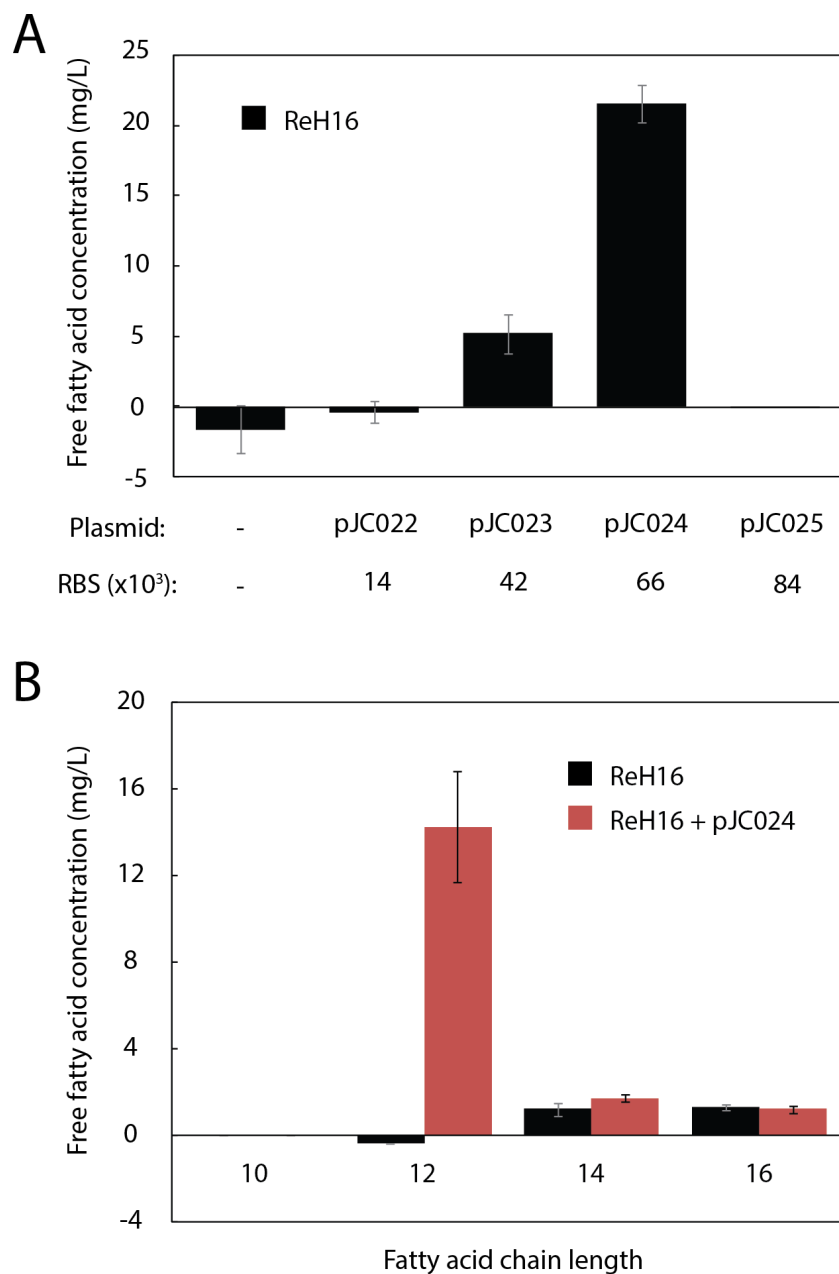 A
Free fatty acid concentration (mg/L)
25
20
15
10
5
0
-5
ReH16
Plasmid: - pJC022 pJC023 pJC024 pJC025
RBS (x10³): - 14 42 66 84
B
Free fatty acid concentration (mg/L)
20
16
12
8
4
0
-4
ReH16
ReH16 + pJC024
10 12 14 16
Fatty acid chain length